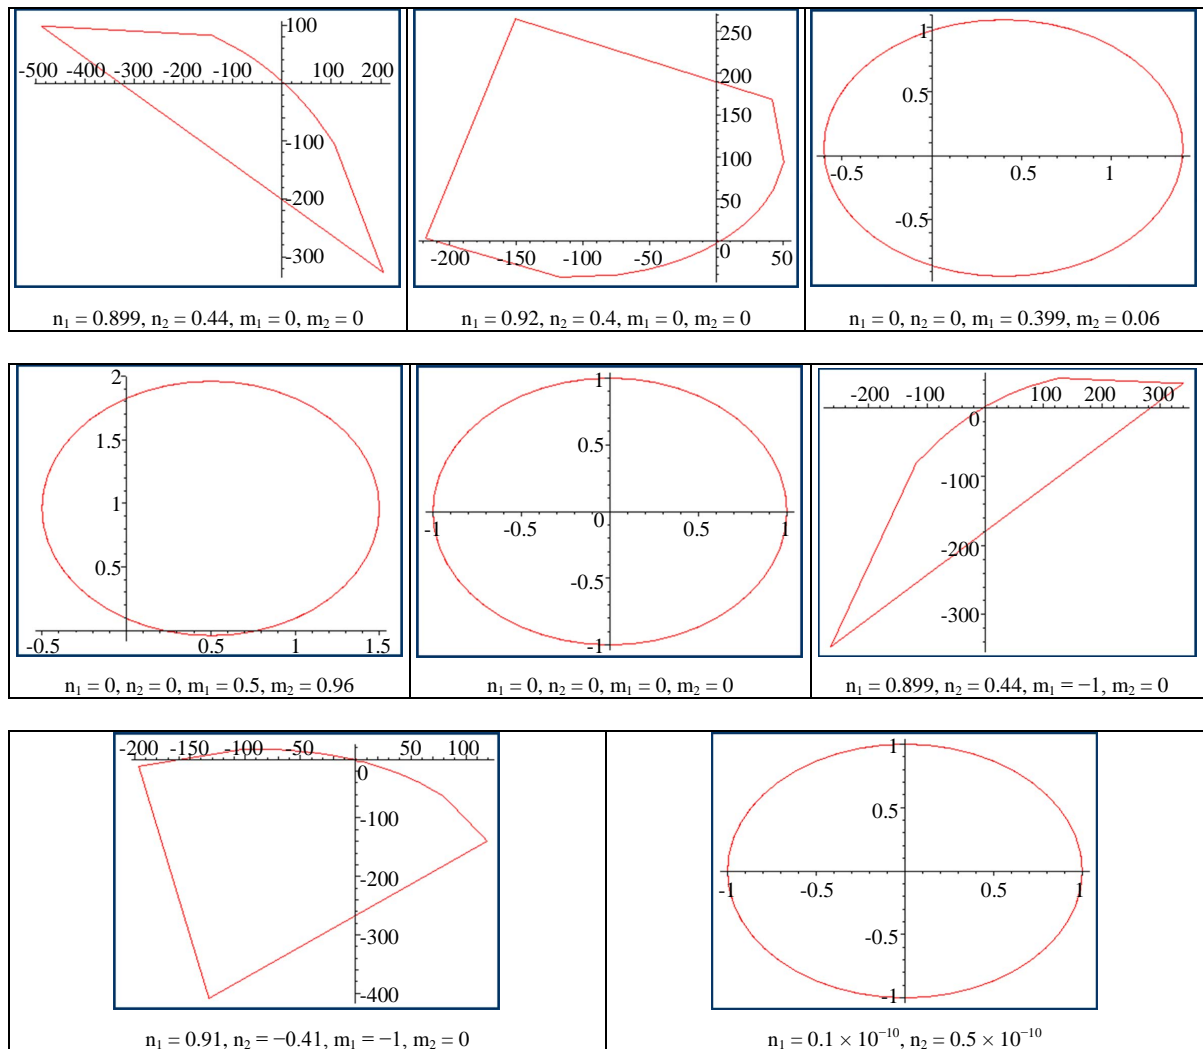 100
-500 -400 -300 -200 -100 100 200
-100
-200
-300
n₁ = 0.899, n₂ = 0.44, m₁ = 0, m₂ = 0
250
200
150
100
50
0
-200 -150 -100 -50 50
n₁ = 0.92, n₂ = 0.4, m₁ = 0, m₂ = 0
1
0.5
-0.5 0.5 1
-0.5
n₁ = 0, n₂ = 0, m₁ = 0.399, m₂ = 0.06
2
1.5
1
0.5
-0.5 0.5 1 1.5
n₁ = 0, n₂ = 0, m₁ = 0.5, m₂ = 0.96
1
0.5
0
-1 -0.5 0.5 1
-0.5
-1
n₁ = 0, n₂ = 0, m₁ = 0, m₂ = 0
-200 -100 100 200 300
0
-100
-200
-300
n₁ = 0.899, n₂ = 0.44, m₁ = −1, m₂ = 0
-200 -150 -100 -50 50 100
0
-100
-200
-300
-400
n₁ = 0.91, n₂ = −0.41, m₁ = −1, m₂ = 0
1
0.5
-1 -0.5 0.5 1
-0.5
-1
n₁ = 0.1 × 10⁻¹⁰, n₂ = 0.5 × 10⁻¹⁰